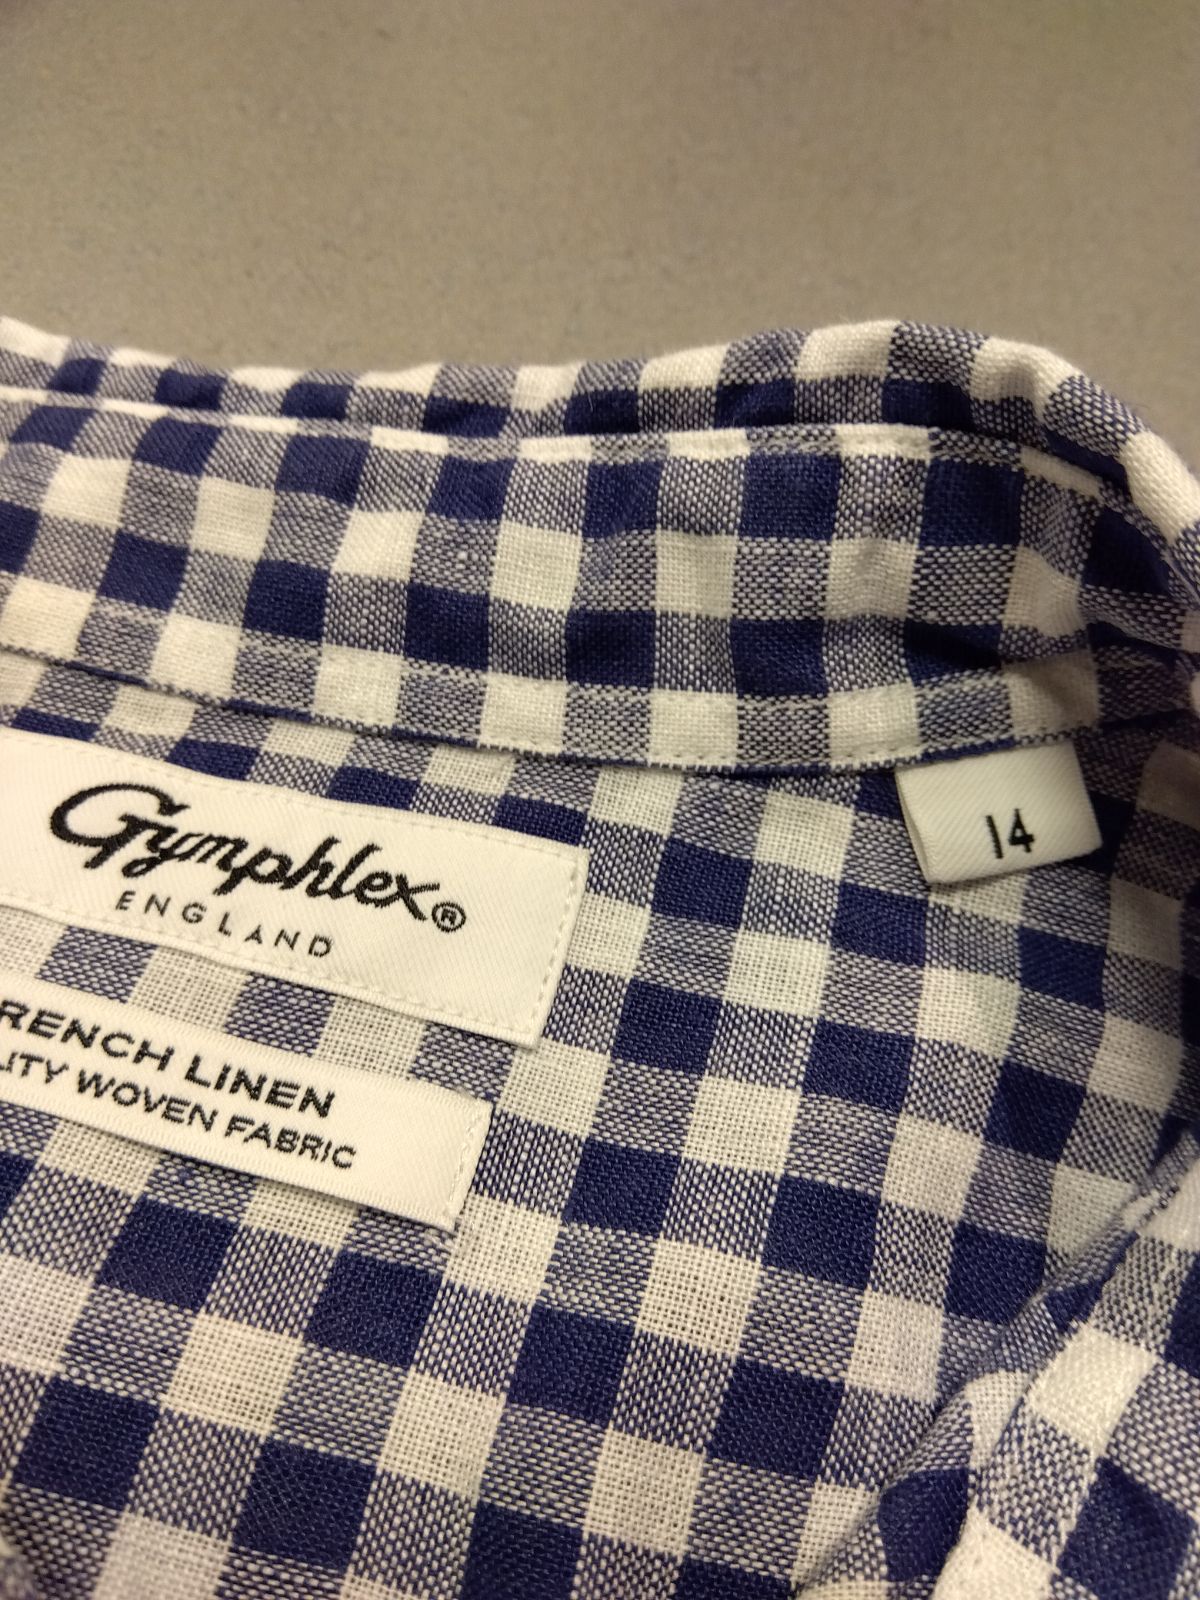 Gymphlex®
ENGLAND
14
RENCH LINEN
LITY WOVEN FABRIC